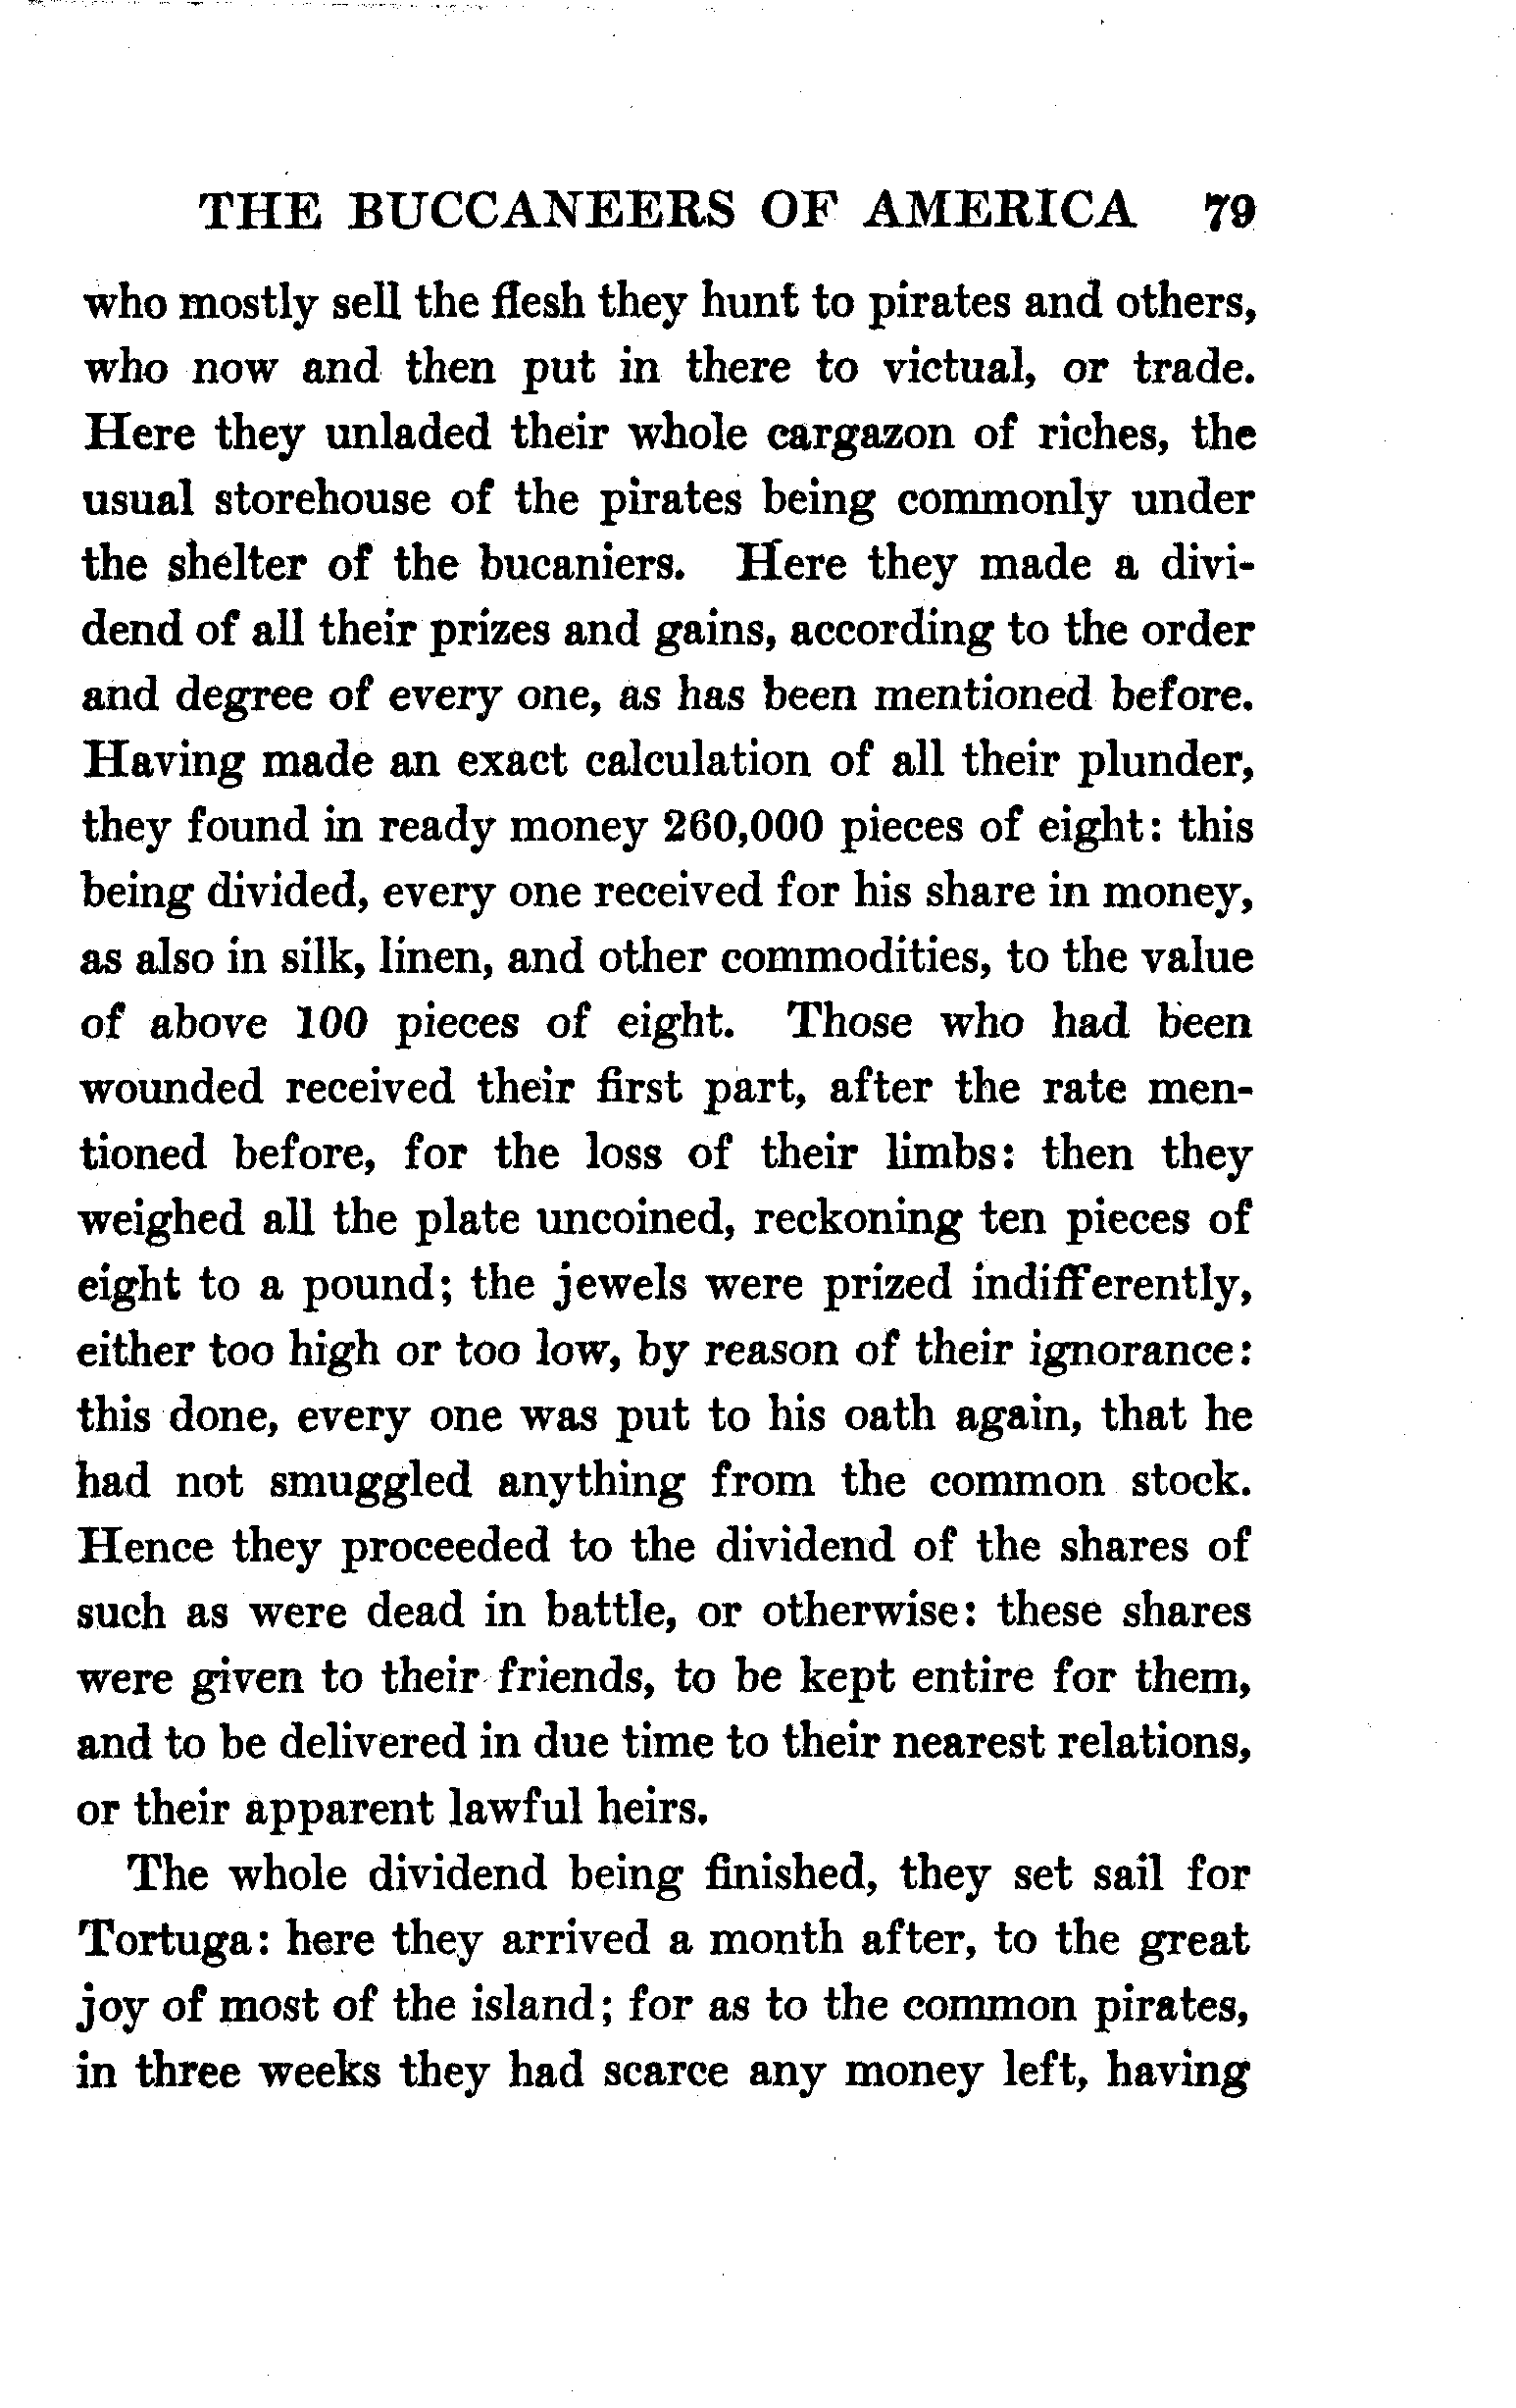 THE BUCCANEERS OF AMERICA 79
who mostly sell the flesh they hunt to pirates and others,
who now and then put in there to victual, or trade.
Here they unladed their whole cargazon of riches, the
usual storehouse of the pirates being commonly under
the shelter of the bucaniers. Here they made a divi-
dend of all their prizes and gains, according to the order
and degree of every one, as has been mentioned before.
Having made an exact calculation of all their plunder,
they found in ready money 260,000 pieces of eight: this
being divided, every one received for his share in money,
as also in silk, linen, and other commodities, to the value
of above 100 pieces of eight. Those who had been
wounded received their first part, after the rate men-
tioned before, for the loss of their limbs: then they
weighed all the plate uncoined, reckoning ten pieces of
eight to a pound; the jewels were prized indifferently,
either too high or too low, by reason of their ignorance:
this done, every one was put to his oath again, that he
had not smuggled anything from the common stock.
Hence they proceeded to the dividend of the shares of
such as were dead in battle, or otherwise: these shares
were given to their friends, to be kept entire for them,
and to be delivered in due time to their nearest relations,
or their apparent lawful heirs.
The whole dividend being finished, they set sail for
Tortuga: here they arrived a month after, to the great
joy of most of the island; for as to the common pirates,
in three weeks they had scarce any money left, having